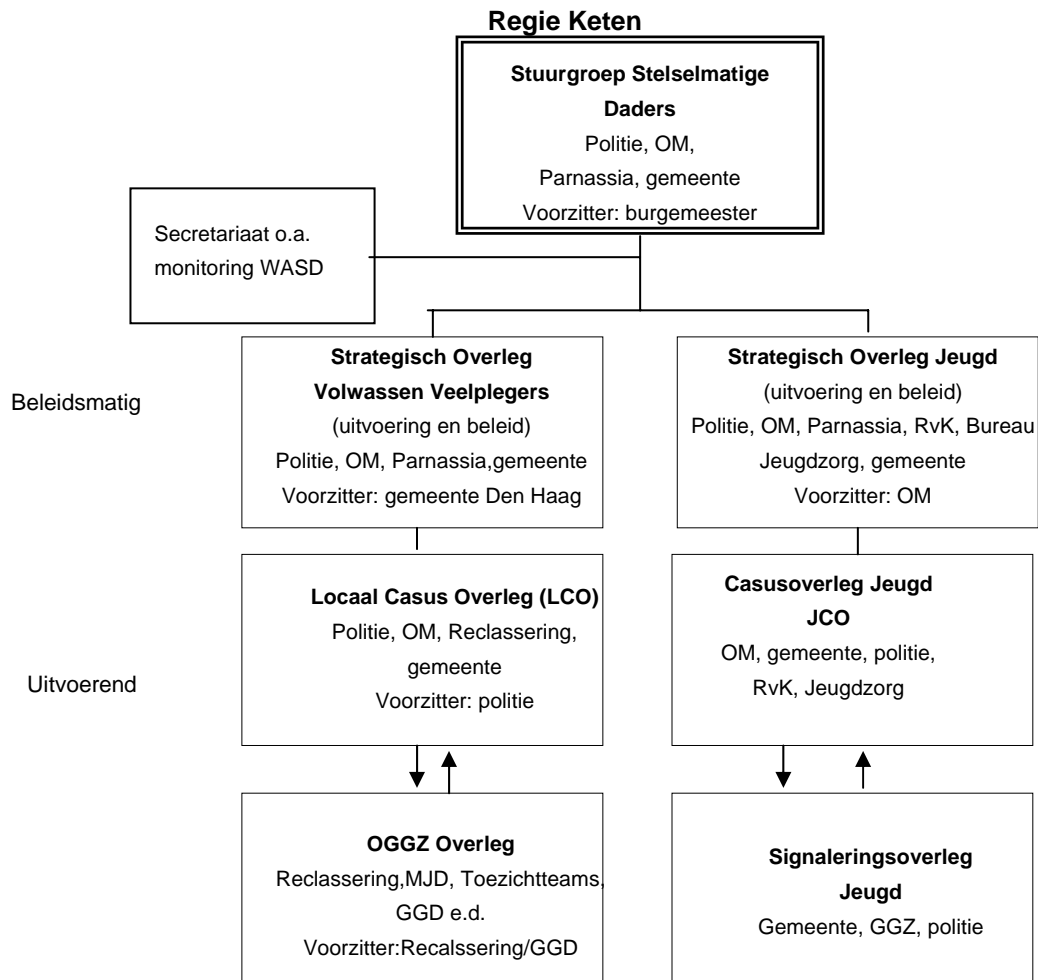 Regie Keten
Stuurgroep Stelselmatige
Daders
Politie, OM,
Parnassia, gemeente
Voorzitter: burgemeester
Secretariaat o.a.
monitoring WASD
Beleidsmatig
Strategisch Overleg
Volwassen Veelplegers
(uitvoering en beleid)
Politie, OM, Parnassia,gemeente
Voorzitter: gemeente Den Haag
Strategisch Overleg Jeugd
(uitvoering en beleid)
Politie, OM, Parnassia, RvK, Bureau
Jeugdzorg, gemeente
Voorzitter: OM
Uitvoerend
Locaal Casus Overleg (LCO)
Politie, OM, Reclassering,
gemeente
Voorzitter: politie
Casusoverleg Jeugd
JCO
OM, gemeente, politie,
RvK, Jeugdzorg
OGGZ Overleg
Reclassering,MJD, Toezichtteams,
GGD e.d.
Voorzitter:Recalssering/GGD
Signaleringsoverleg
Jeugd
Gemeente, GGZ, politie